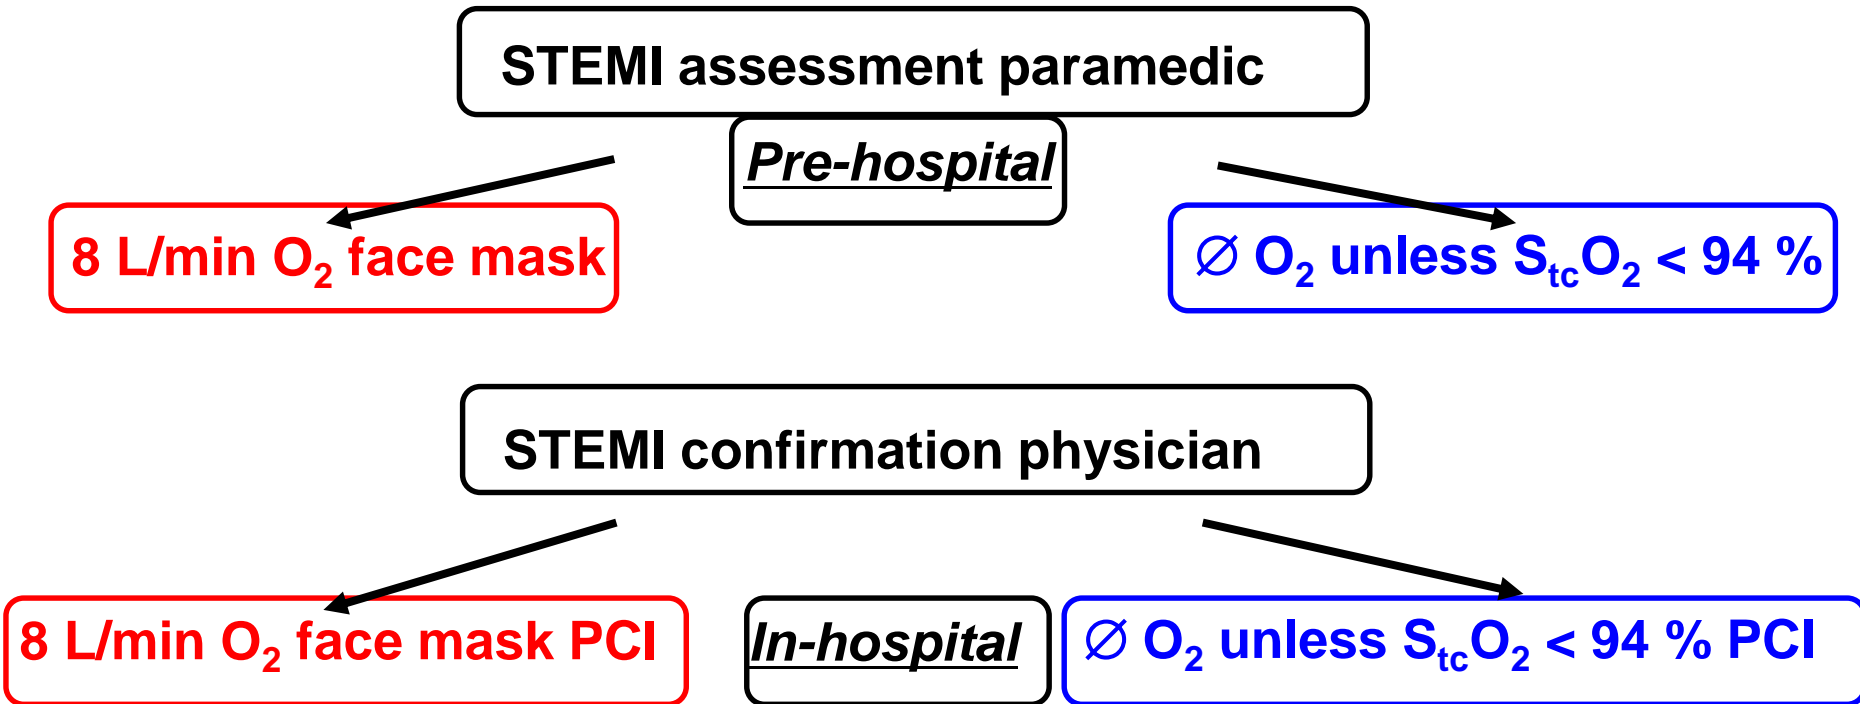 STEMI assessment paramedic
Pre-hospital
8 L/min O₂ face mask
∅ O₂ unless StcO₂ < 94 %
STEMI confirmation physician
8 L/min O₂ face mask PCI
In-hospital
∅ O₂ unless StcO₂ < 94 % PCI